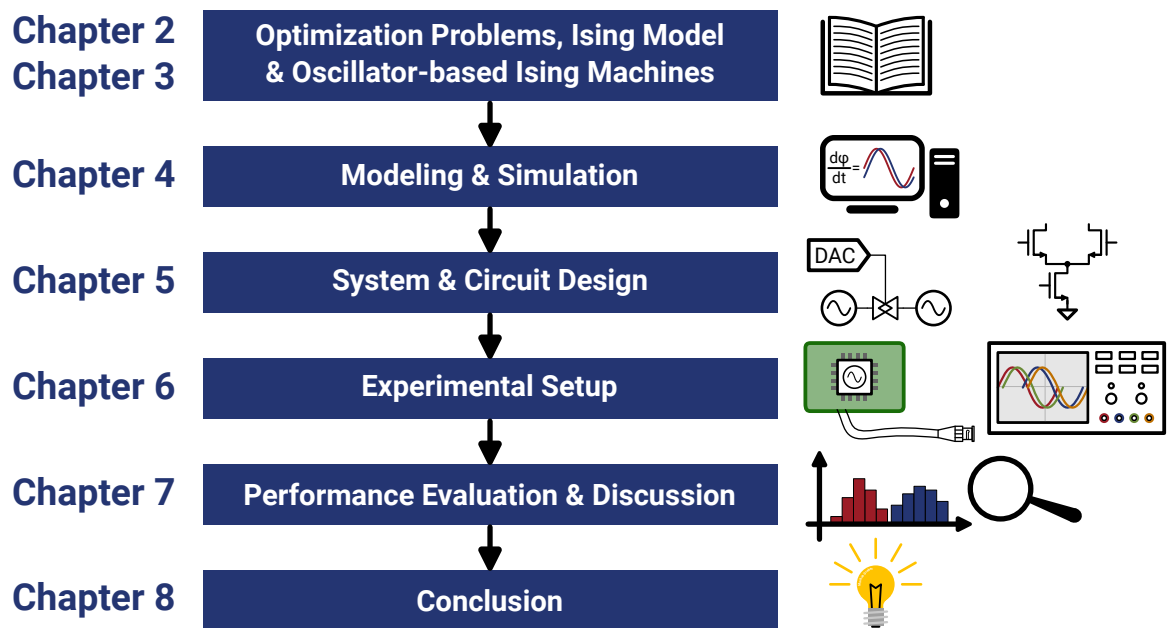 Chapter 2
Chapter 3
Optimization Problems, Ising Model
& Oscillator-based Ising Machines
Chapter 4
Modeling & Simulation
dφ
dt
=
Chapter 5
System & Circuit Design
DAC
Chapter 6
Experimental Setup
Chapter 7
Performance Evaluation & Discussion
Chapter 8
Conclusion